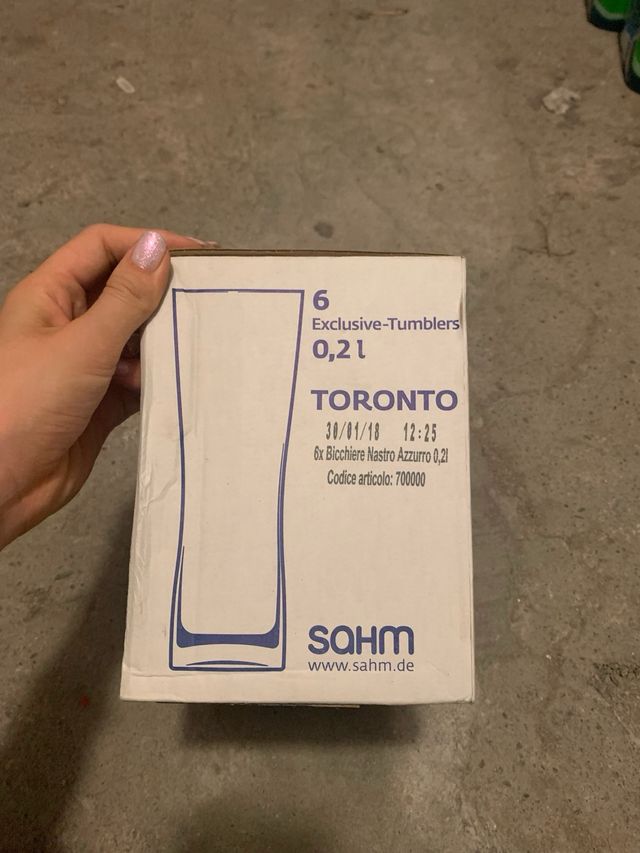 6
Exclusive-Tumblers
0,2 l
TORONTO
30/01/18 12:25
6x Bicchiere Nastro Azzurro 0,2l
Codice articolo: 700000
SAHM
www.sahm.de